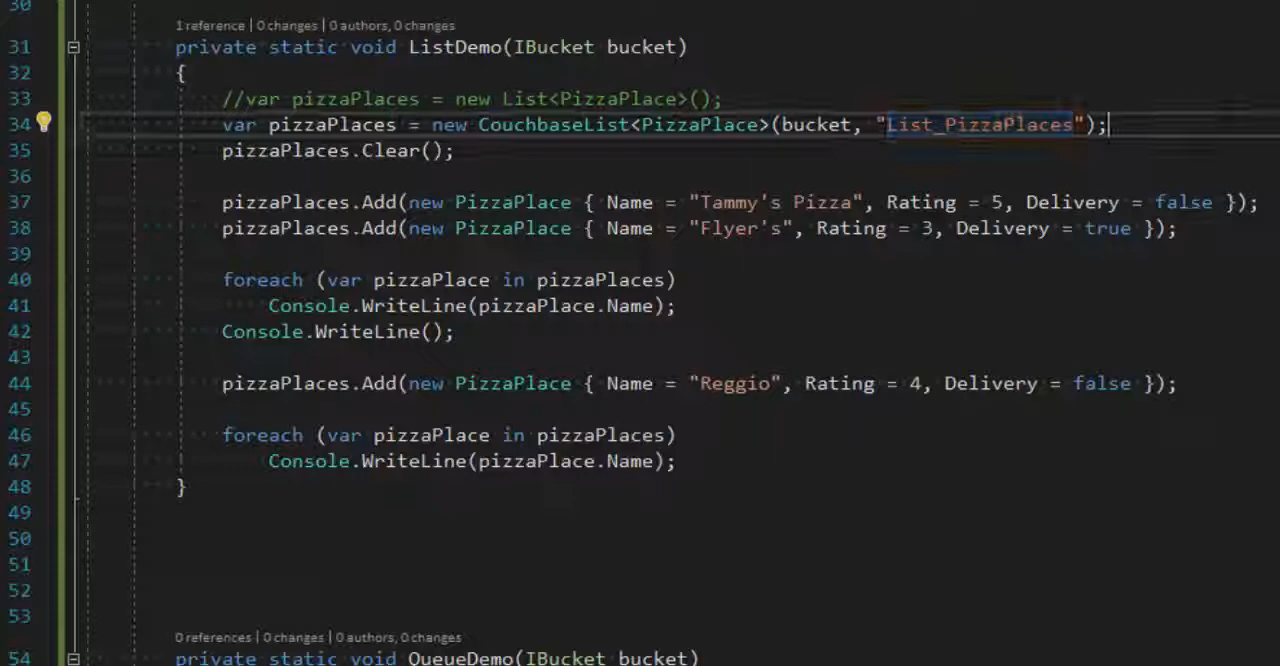 30
1 reference | 0 changes | 0 authors, 0 changes
31 private static void ListDemo(IBucket bucket)
32 {
33 //var pizzaPlaces = new List<PizzaPlace>();
34 var pizzaPlaces = new CouchbaseList<PizzaPlace>(bucket, "List_PizzaPlaces");
35 pizzaPlaces.Clear();
36
37 pizzaPlaces.Add(new PizzaPlace { Name = "Tammy's Pizza", Rating = 5, Delivery = false });
38 pizzaPlaces.Add(new PizzaPlace { Name = "Flyer's", Rating = 3, Delivery = true });
39
40 foreach (var pizzaPlace in pizzaPlaces)
41 Console.WriteLine(pizzaPlace.Name);
42 Console.WriteLine();
43
44 pizzaPlaces.Add(new PizzaPlace { Name = "Reggio", Rating = 4, Delivery = false });
45
46 foreach (var pizzaPlace in pizzaPlaces)
47 Console.WriteLine(pizzaPlace.Name);
48 }
49
50
51
52
53
0 references | 0 changes | 0 authors, 0 changes
54 private static void QueueDemo(IBucket bucket)